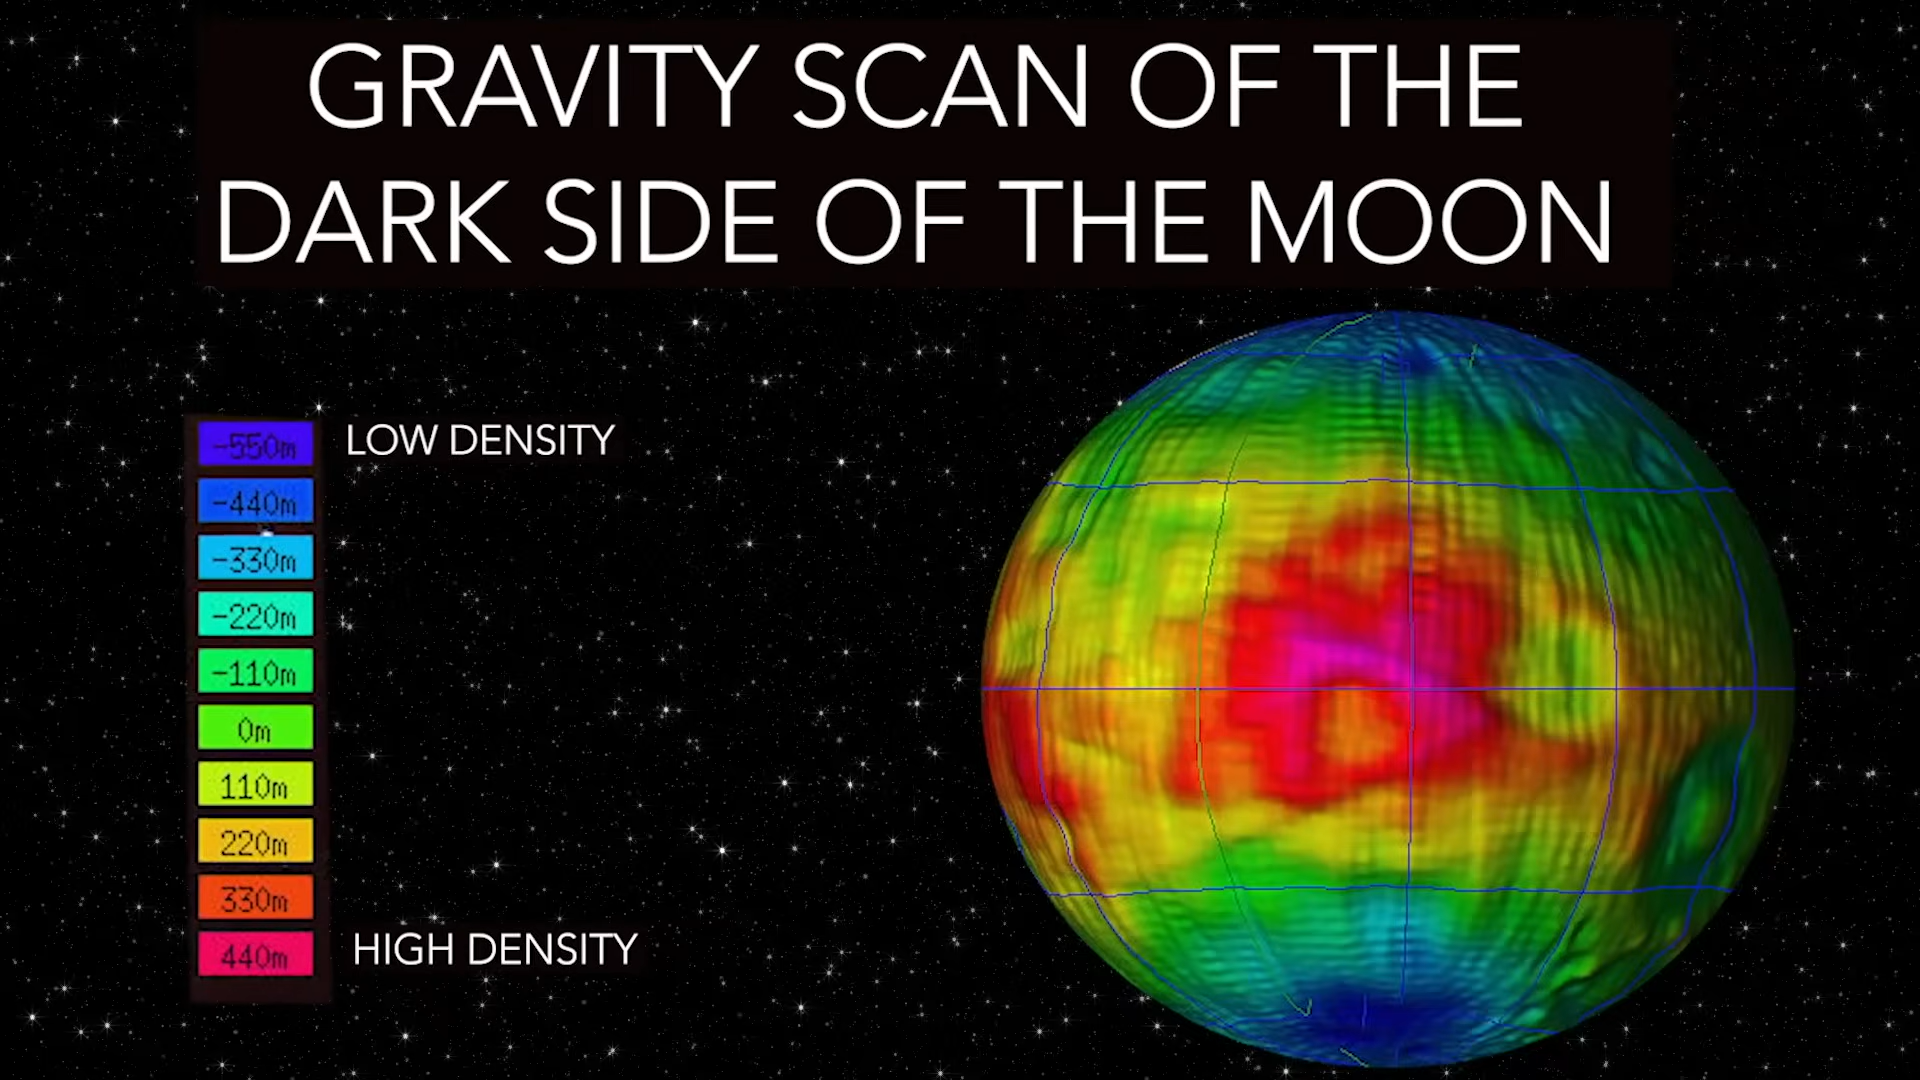 GRAVITY SCAN OF THE
DARK SIDE OF THE MOON
-550m LOW DENSITY
-440m
-330m
-220m
-110m
0m
110m
220m
330m
440m HIGH DENSITY